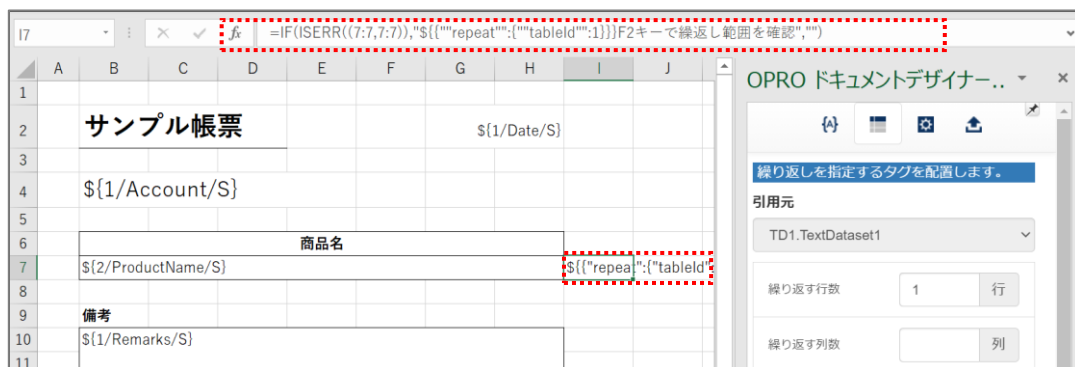 I7 fx =IF(ISERR((7:7,7:7)),"${{""repeat"":{""tableId"":1}}}F2キーで繰返し範囲を確認","")
A B C D E F G H I J
OPRO ドキュメントデザイナー..
1
2 サンプル帳票 ${1/Date/S}
{A}
3
繰り返しを指定するタグを配置します。
4 ${1/Account/S}
引用元
5
TD1.TextDataset1
6 商品名
7 ${2/ProductName/S} ${{"repeat":{"tableId"
繰り返す行数 1 行
8
9 備考
10 ${1/Remarks/S}
繰り返す列数 列
11